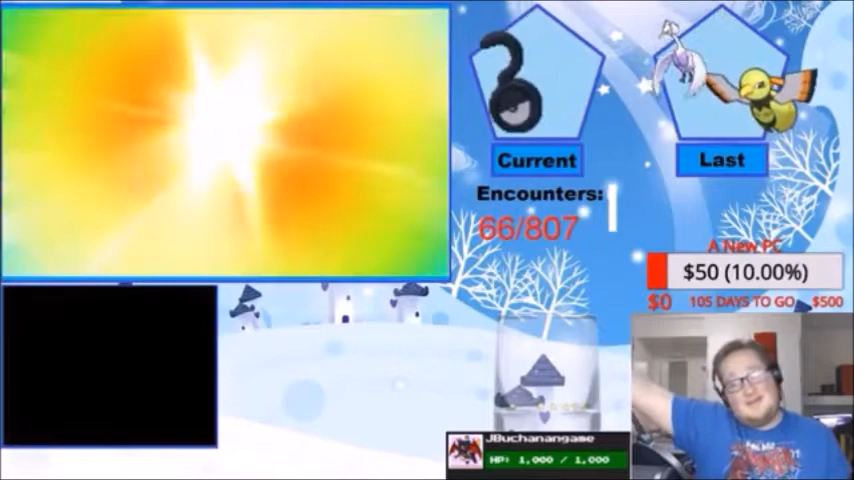 Current
Last
Encounters:
66/807
A New PC
$50 (10.00%)
$0 105 DAYS TO GO $500
JBuchanangame
HP: 1,000 / 1,000